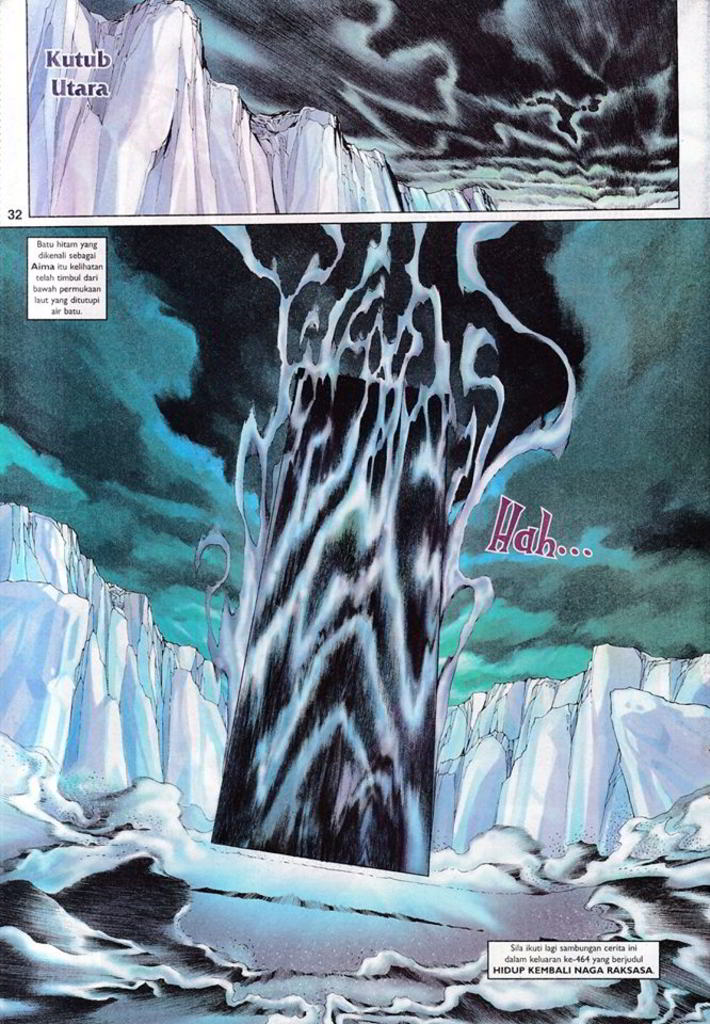 Kutub
Utara
32
Batu hitam yang
dikenali sebagai
Aima itu kelihatan
telah timbul dari
bawah permukaan
laut yang ditutupi
air batu.
Hah...
Sila ikuti lagi sambungan cerita ini
dalam keluaran ke-464 yang berjudul
HIDUP KEMBALI NAGA RAKSASA.